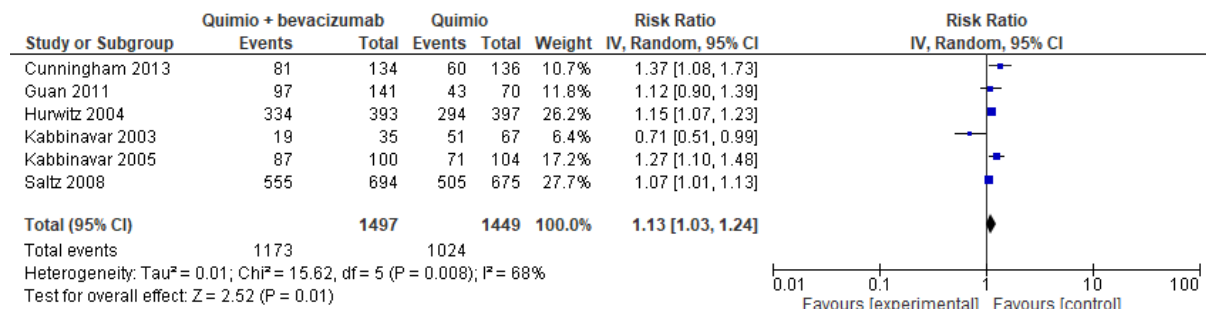 Quimio + bevacizumab Quimio Risk Ratio Risk Ratio
Study or Subgroup Events Total Events Total Weight IV, Random, 95% CI IV, Random, 95% CI
Cunningham 2013 81 134 60 136 10.7% 1.37 [1.08, 1.73]
Guan 2011 97 141 43 70 11.8% 1.12 [0.90, 1.39]
Hurwitz 2004 334 393 294 397 26.2% 1.15 [1.07, 1.23]
Kabbinavar 2003 19 35 51 67 6.4% 0.71 [0.51, 0.99]
Kabbinavar 2005 87 100 71 104 17.2% 1.27 [1.10, 1.48]
Saltz 2008 555 694 505 675 27.7% 1.07 [1.01, 1.13]
Total (95% CI) 1497 1449 100.0% 1.13 [1.03, 1.24]
Total events 1173 1024
Heterogeneity: Tau² = 0.01; Chi² = 15.62, df = 5 (P = 0.008); I² = 68%
Test for overall effect: Z = 2.52 (P = 0.01)
0.01 0.1 1 10 100
Favours [experimental] Favours [control]